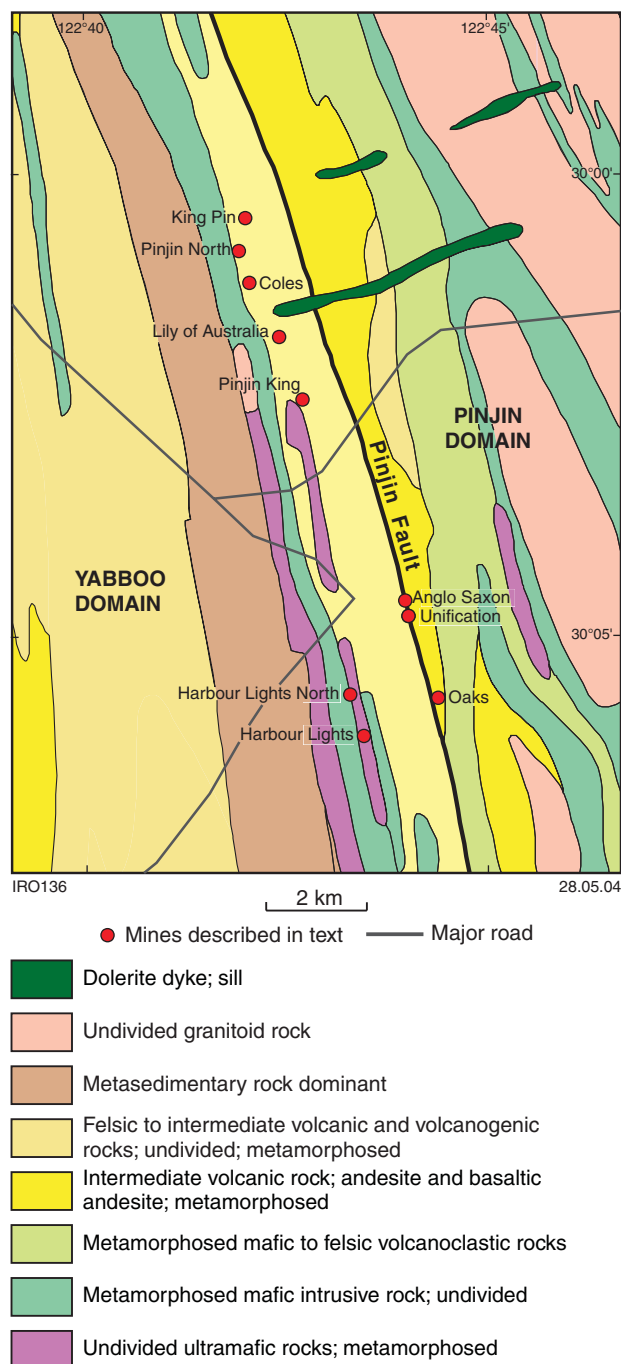 122°40'
122°45'
30°00'
King Pin
Pinjin North
Coles
Lily of Australia
Pinjin King
PINJIN
DOMAIN
Pinjin Fault
YABBOO
DOMAIN
Anglo Saxon
Unification
30°05'
Harbour Lights North
Oaks
Harbour Lights
IRO136
28.05.04
2 km
Mines described in text
Major road
Dolerite dyke; sill
Undivided granitoid rock
Metasedimentary rock dominant
Felsic to intermediate volcanic and volcanogenic
rocks; undivided; metamorphosed
Intermediate volcanic rock; andesite and basaltic
andesite; metamorphosed
Metamorphosed mafic to felsic volcanoclastic rocks
Metamorphosed mafic intrusive rock; undivided
Undivided ultramafic rocks; metamorphosed